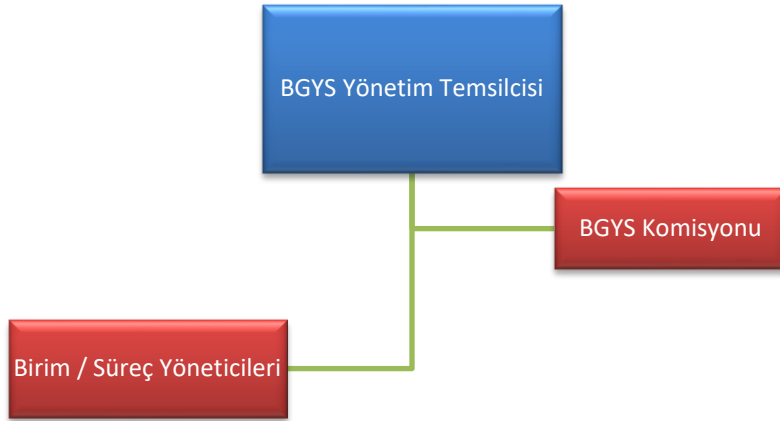 BGYS Yönetim Temsilcisi
BGYS Komisyonu
Birim / Süreç Yöneticileri